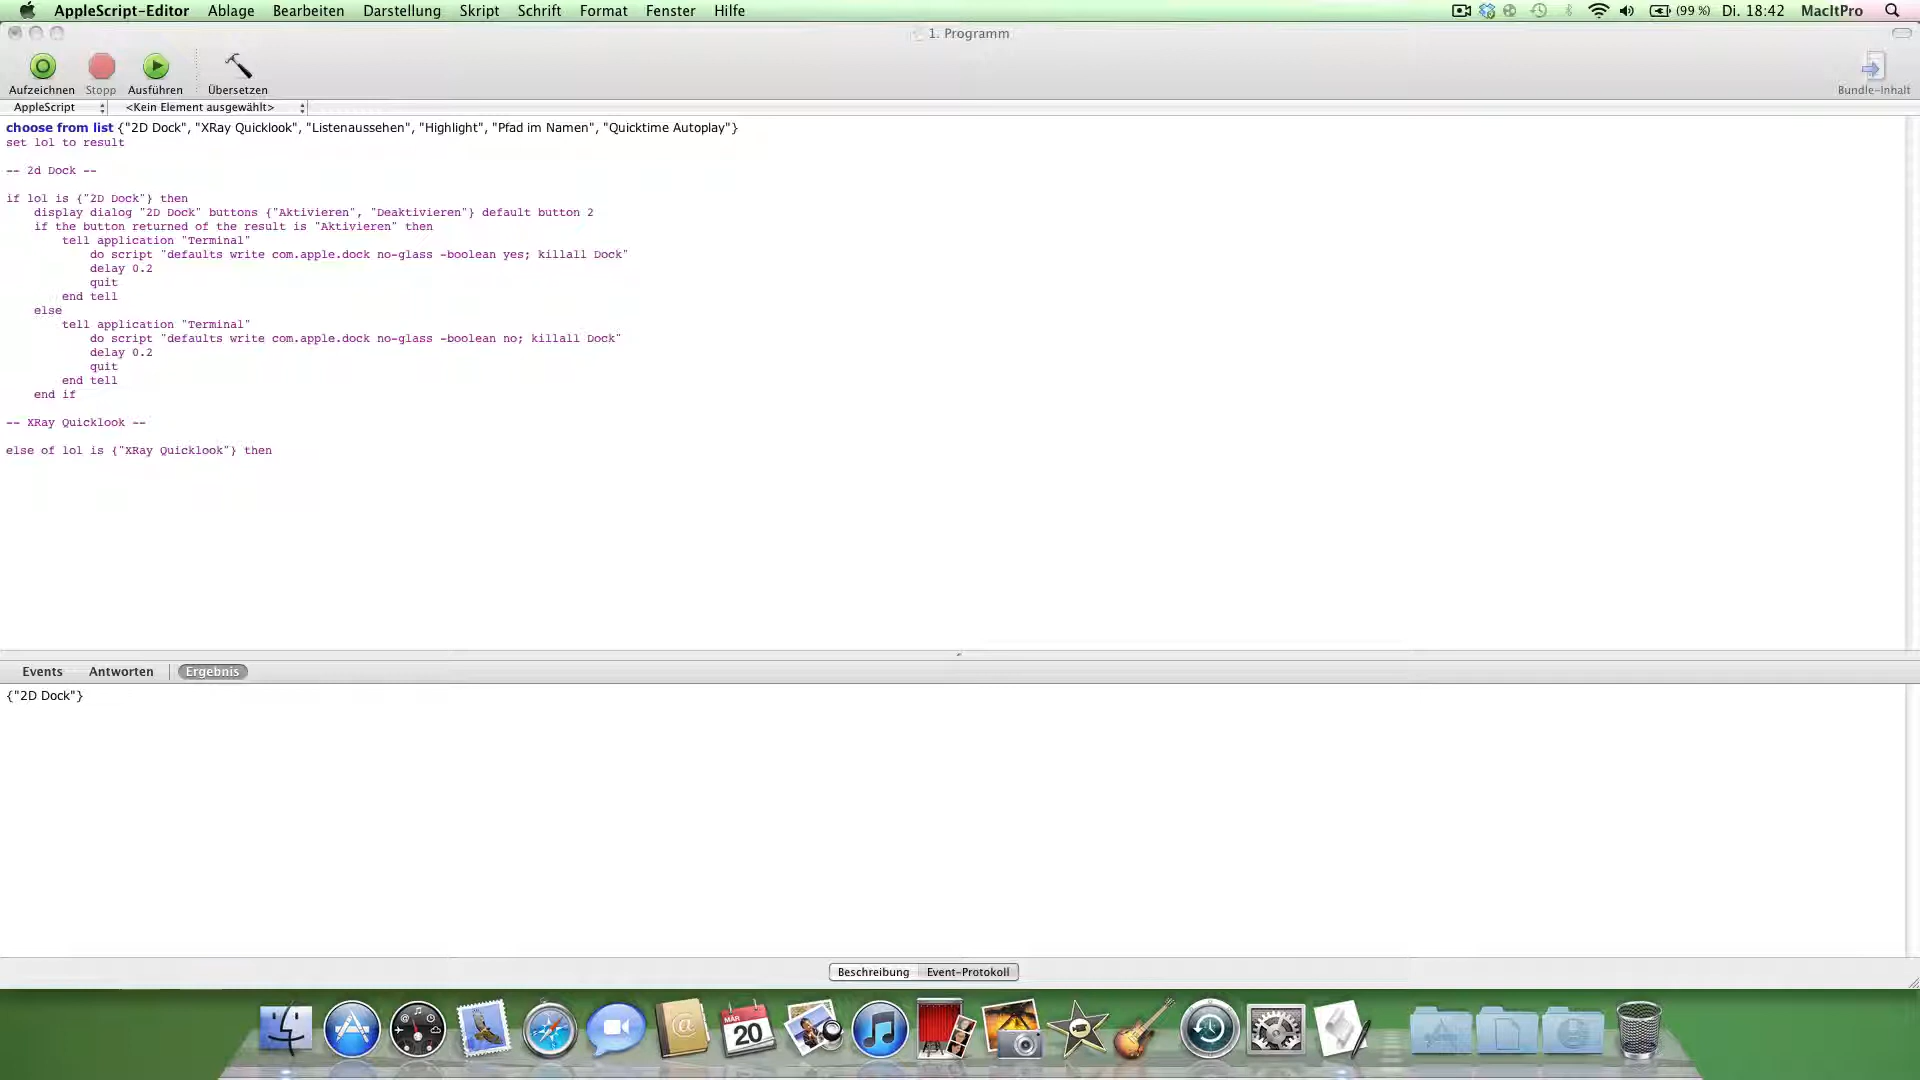 AppleScript-Editor Ablage Bearbeiten Darstellung Skript Schrift Format Fenster Hilfe (99 %) Di. 18:42 MacItPro
1. Programm
Aufzeichnen Stopp Ausführen Übersetzen Bundle-Inhalt
AppleScript <Kein Element ausgewählt>
choose from list {"2D Dock", "XRay Quicklook", "Listenaussehen", "Highlight", "Pfad im Namen", "Quicktime Autoplay"}
set lol to result
-- 2d Dock --
if lol is {"2D Dock"} then
display dialog "2D Dock" buttons {"Aktivieren", "Deaktivieren"} default button 2
if the button returned of the result is "Aktivieren" then
tell application "Terminal"
do script "defaults write com.apple.dock no-glass -boolean yes; killall Dock"
delay 0.2
quit
end tell
else
tell application "Terminal"
do script "defaults write com.apple.dock no-glass -boolean no; killall Dock"
delay 0.2
quit
end tell
end if
-- XRay Quicklook --
else of lol is {"XRay Quicklook"} then
Events Antworten Ergebnis
{"2D Dock"}
Beschreibung Event-Protokoll
MÄR
20